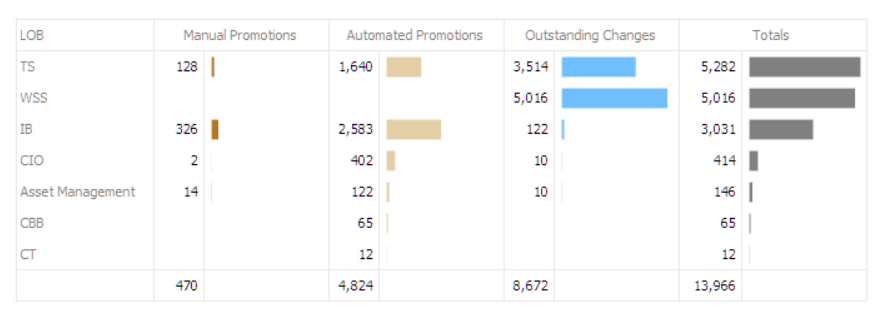 LOB Manual Promotions Automated Promotions Outstanding Changes Totals
TS 128 1,640 3,514 5,282
WSS 5,016 5,016
IB 326 2,583 122 3,031
CIO 2 402 10 414
Asset Management 14 122 10 146
CBB 65 65
CT 12 12
470 4,824 8,672 13,966